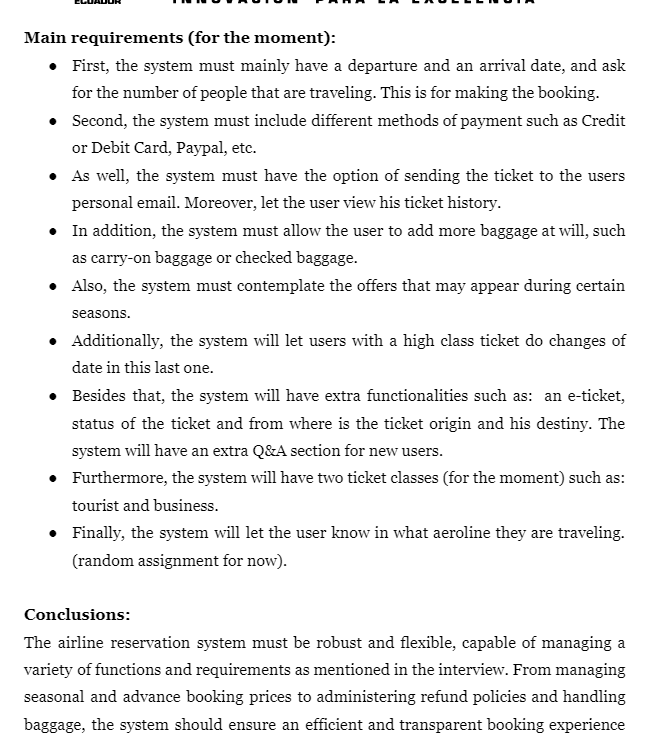 ECUADOR INNOVACIÓN PARA LA EXCELENCIA
Main requirements (for the moment):
● First, the system must mainly have a departure and an arrival date, and ask
for the number of people that are traveling. This is for making the booking.
● Second, the system must include different methods of payment such as Credit
or Debit Card, Paypal, etc.
● As well, the system must have the option of sending the ticket to the users
personal email. Moreover, let the user view his ticket history.
● In addition, the system must allow the user to add more baggage at will, such
as carry-on baggage or checked baggage.
● Also, the system must contemplate the offers that may appear during certain
seasons.
● Additionally, the system will let users with a high class ticket do changes of
date in this last one.
● Besides that, the system will have extra functionalities such as:  an e-ticket,
status of the ticket and from where is the ticket origin and his destiny. The
system will have an extra Q&A section for new users.
● Furthermore, the system will have two ticket classes (for the moment) such as:
tourist and business.
● Finally, the system will let the user know in what aeroline they are traveling.
(random assignment for now).
Conclusions:
The airline reservation system must be robust and flexible, capable of managing a
variety of functions and requirements as mentioned in the interview. From managing
seasonal and advance booking prices to administering refund policies and handling
baggage, the system should ensure an efficient and transparent booking experience